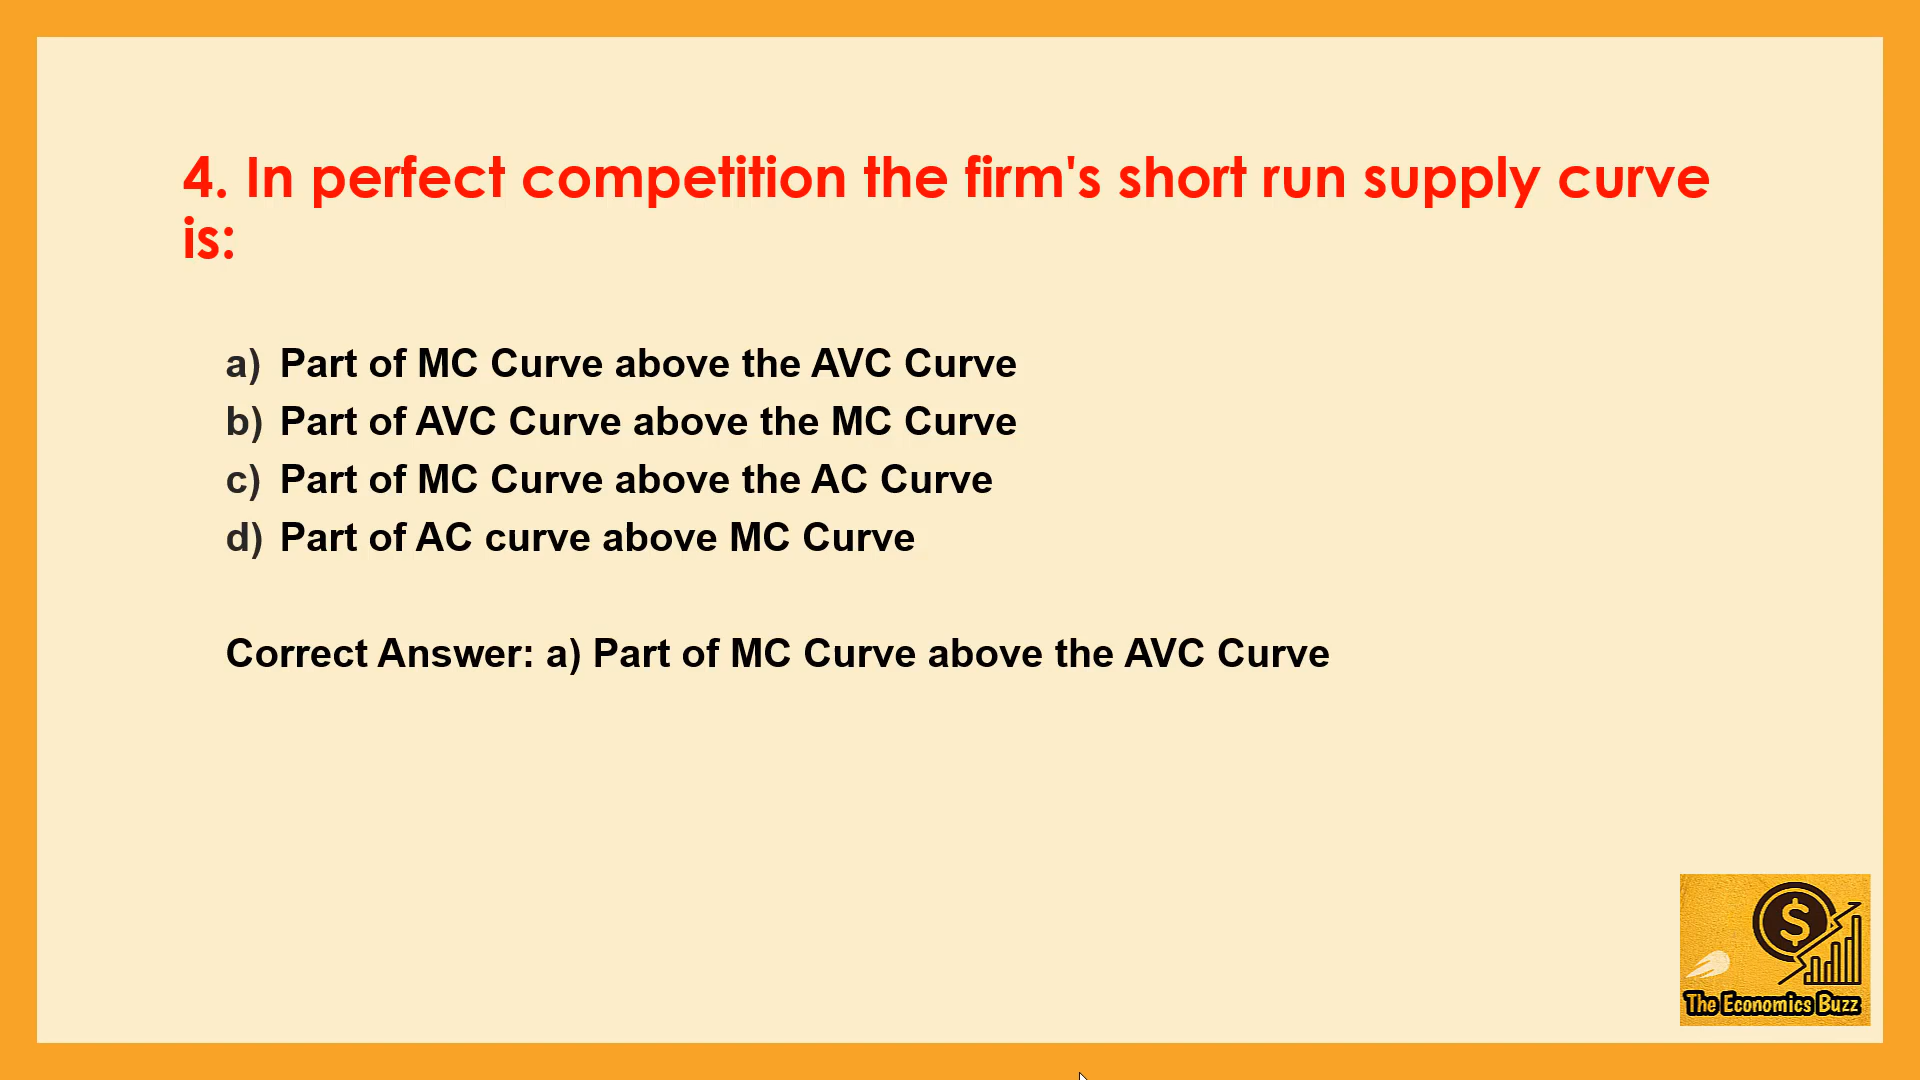 4. In perfect competition the firm's short run supply curve
is:
a) Part of MC Curve above the AVC Curve
b) Part of AVC Curve above the MC Curve
c) Part of MC Curve above the AC Curve
d) Part of AC curve above MC Curve
Correct Answer: a) Part of MC Curve above the AVC Curve
$
The Economics Buzz